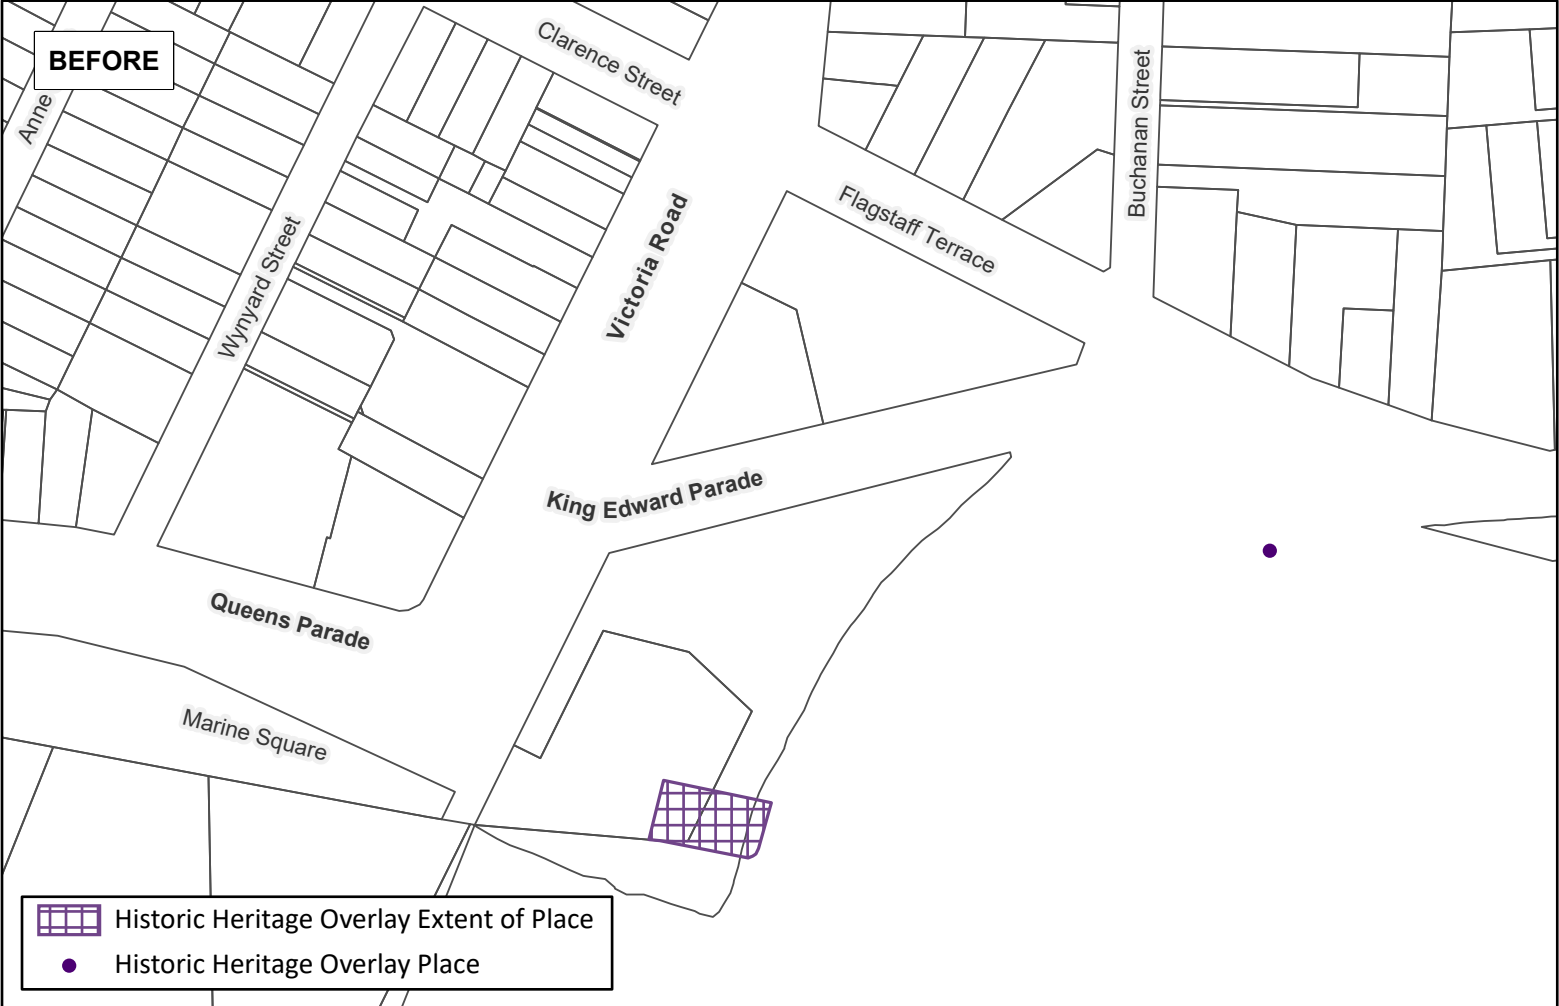 BEFORE
Clarence Street
Anne
Buchanan Street
Flagstaff Terrace
Victoria Road
Wynyard Street
King Edward Parade
Queens Parade
Marine Square
Historic Heritage Overlay Extent of Place
Historic Heritage Overlay Place